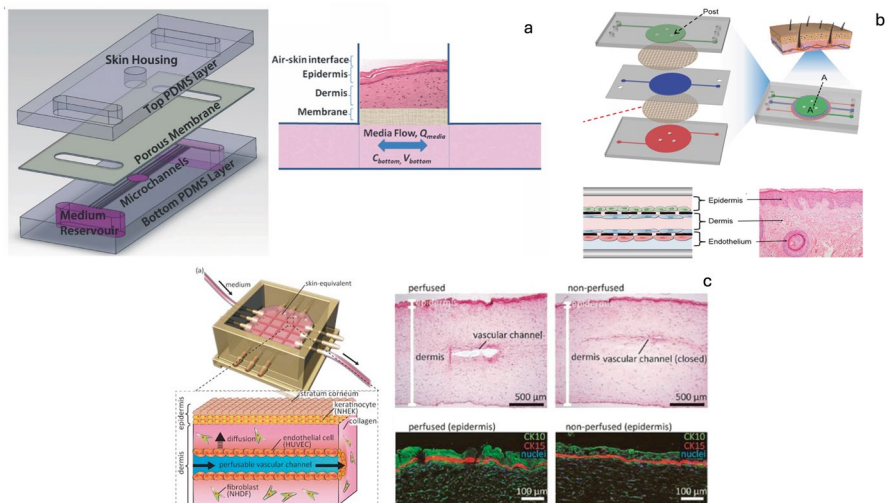 a
Skin Housing
Top PDMS layer
Porous Membrane
Microchannels
Bottom PDMS Layer
Medium
Reservoir
Air-skin interface
Epidermis
Dermis
Membrane
Media Flow, Qmedia
Cbottom, Vbottom
b
Post
A
A'
Epidermis
Dermis
Endothelium
c
(a)
medium
skin-equivalent
stratum corneum
keratinocyte
(NHEK)
collagen
epidermis
dermis
diffusion
endothelial cell
(HUVEC)
perfusable vascular channel
fibroblast
(NHDF)
perfused
epidermis
vascular channel
dermis
500 µm
non-perfused
epidermis
dermis
vascular channel (closed)
500 µm
perfused (epidermis)
CK10
CK15
nuclei
100 µm
non-perfused (epidermis)
CK10
CK15
nuclei
100 µm